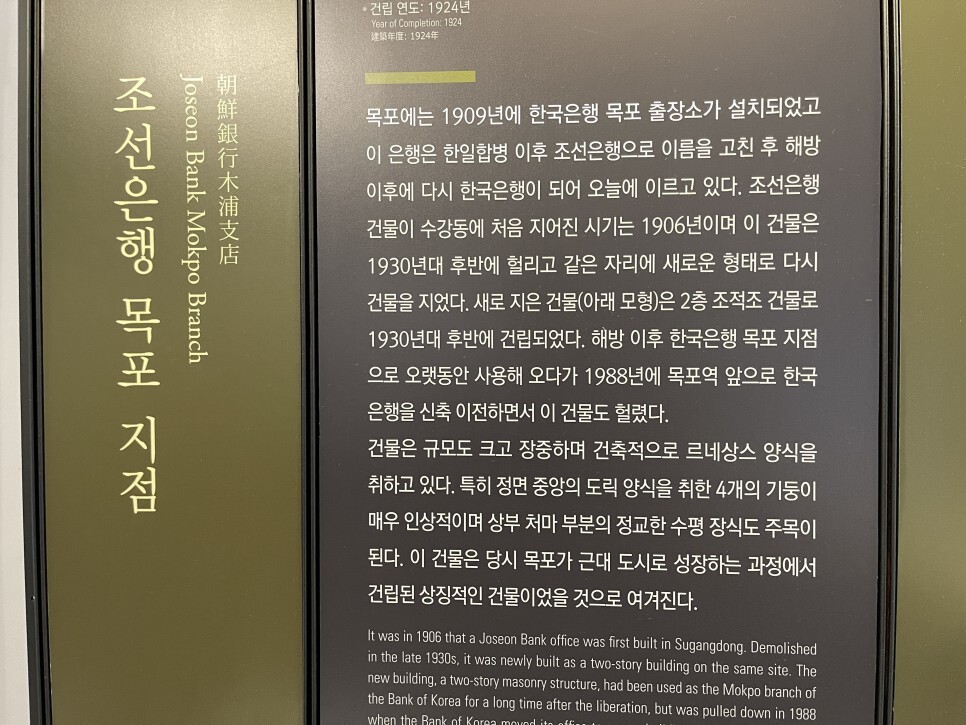 조선은행 목포 지점
Joseon Bank Mokpo Branch
朝鮮銀行木浦支店
• 건립 연도: 1924년
Year of Completion: 1924
建築年度: 1924年
목포에는 1909년에 한국은행 목포 출장소가 설치되었고
이 은행은 한일합병 이후 조선은행으로 이름을 고친 후 해방
이후에 다시 한국은행이 되어 오늘에 이르고 있다. 조선은행
건물이 수강동에 처음 지어진 시기는 1906년이며 이 건물은
1930년대 후반에 헐리고 같은 자리에 새로운 형태로 다시
건물을 지었다. 새로 지은 건물(아래 모형)은 2층 조적조 건물로
1930년대 후반에 건립되었다. 해방 이후 한국은행 목포 지점
으로 오랫동안 사용해 오다가 1988년에 목포역 앞으로 한국
은행을 신축 이전하면서 이 건물도 헐렸다.
건물은 규모도 크고 장중하며 건축적으로 르네상스 양식을
취하고 있다. 특히 정면 중앙의 도릭 양식을 취한 4개의 기둥이
매우 인상적이며 상부 처마 부분의 정교한 수평 장식도 주목이
된다. 이 건물은 당시 목포가 근대 도시로 성장하는 과정에서
건립된 상징적인 건물이었을 것으로 여겨진다.
It was in 1906 that a Joseon Bank office was first built in Sugangdong. Demolished
in the late 1930s, it was newly built as a two-story building on the same site. The
new building, a two-story masonry structure, had been used as the Mokpo branch of
the Bank of Korea for a long time after the liberation, but was pulled down in 1988
when the Bank of Korea moved its office